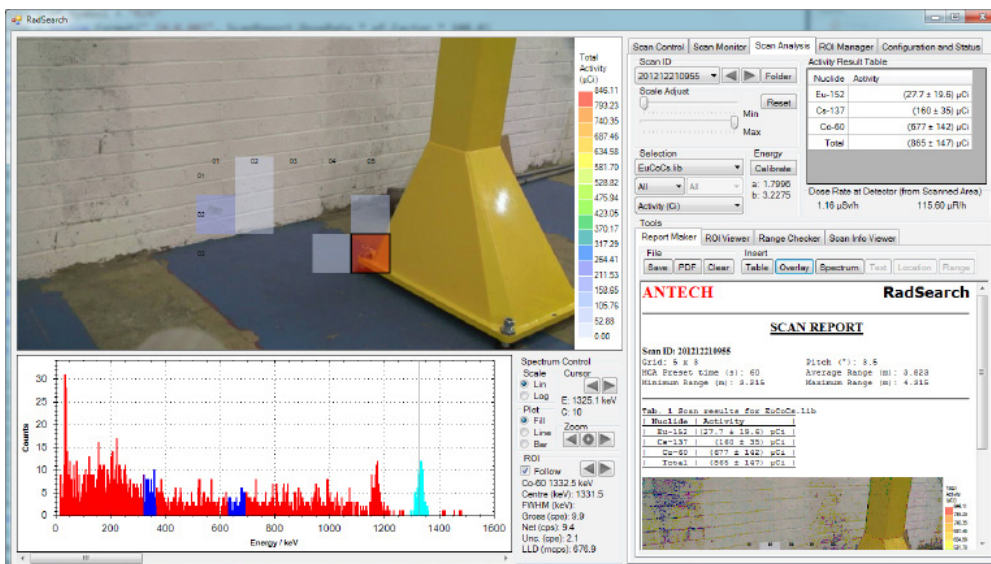 RadSearch
Total
Activity
(µCi)
846.11
793.23
740.35
687.46
634.58
581.70
528.82
475.94
423.05
370.17
317.29
264.41
211.53
158.65
105.76
52.88
0.00
01 02 03 04 05
01
02
03
Scan Control Scan Monitor Scan Analysis ROI Manager Configuration and Status
Scan ID
201212210955 Folder
Scale Adjust
Reset
Min
Max
Selection
EuCoCs.lib
All All
Activity (Ci)
Energy
Calibrate
a: 1.7996
b: 3.2275
Activity Result Table
Nuclide Activity
Eu-152 (27.7 ± 19.6) µCi
Cs-137 (160 ± 35) µCi
Co-60 (677 ± 142) µCi
Total (865 ± 147) µCi
Dose Rate at Detector (from Scanned Area)
1.16 µSv/h 115.60 µR/h
Tools
Report Maker ROI Viewer Range Checker Scan Info Viewer
File Insert
Save PDF Clear Table Overlay Spectrum Text Location Range
ANTECH RadSearch
SCAN REPORT
Scan ID: 201212210955
Grid: 5 x 3 Pitch (°): 3.5
MCA Preset time (s): 60 Average Range (m): 3.823
Minimum Range (m): 3.215 Maximum Range (m): 4.315
Tab. 1 Scan results for EuCoCs.lib
| Nuclide | Activity |
| Eu-152 | (27.7 ± 19.6) µCi |
| Cs-137 | (160 ± 35) µCi |
| Co-60 | (677 ± 142) µCi |
| Total | (865 ± 147) µCi |
Counts
30
25
20
15
10
5
0
0 200 400 600 800 1000 1200 1400 1600
Energy / keV
Spectrum Control
Scale Cursor
Lin
Log
E: 1325.1 keV
C: 10
Plot
Fill
Line
Bar
Zoom
ROI
Follow
Co-60 1332.5 keV
Centre (keV): 1331.5
FWHM (keV):
Gross (cps): 9.9
Net (cps): 9.4
Unc. (cps): 2.1
LLD (mcps): 676.9